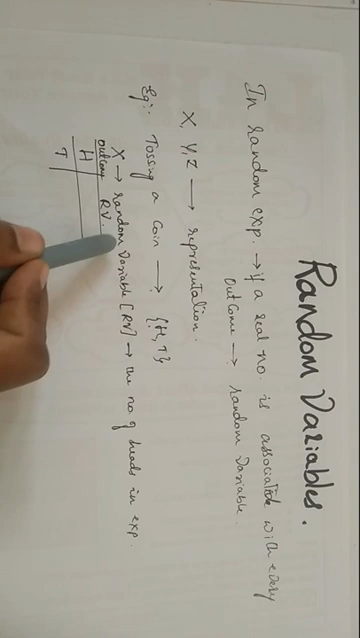 Random Variables.
In random exp. → if a real no. is associated with every
outcome → random variable.
X, Y, Z → representation.
Eg:- Tossing a coin → {H, T}
X → random variable [RV] → the no of heads in exp.
outcome RV.
H
T